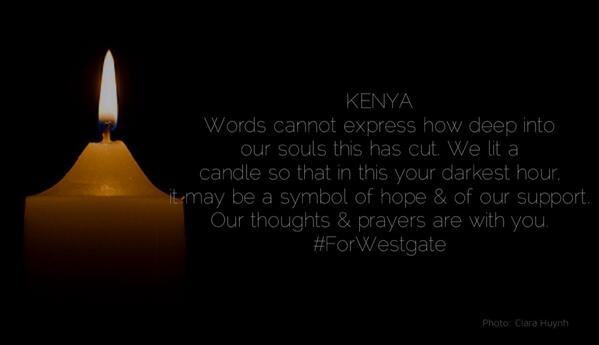 KENYA
Words cannot express how deep into
our souls this has cut. We lit a
candle so that in this your darkest hour,
it may be a symbol of hope & of our support.
Our thoughts & prayers are with you.
#ForWestgate
Photo: Clara Huynh